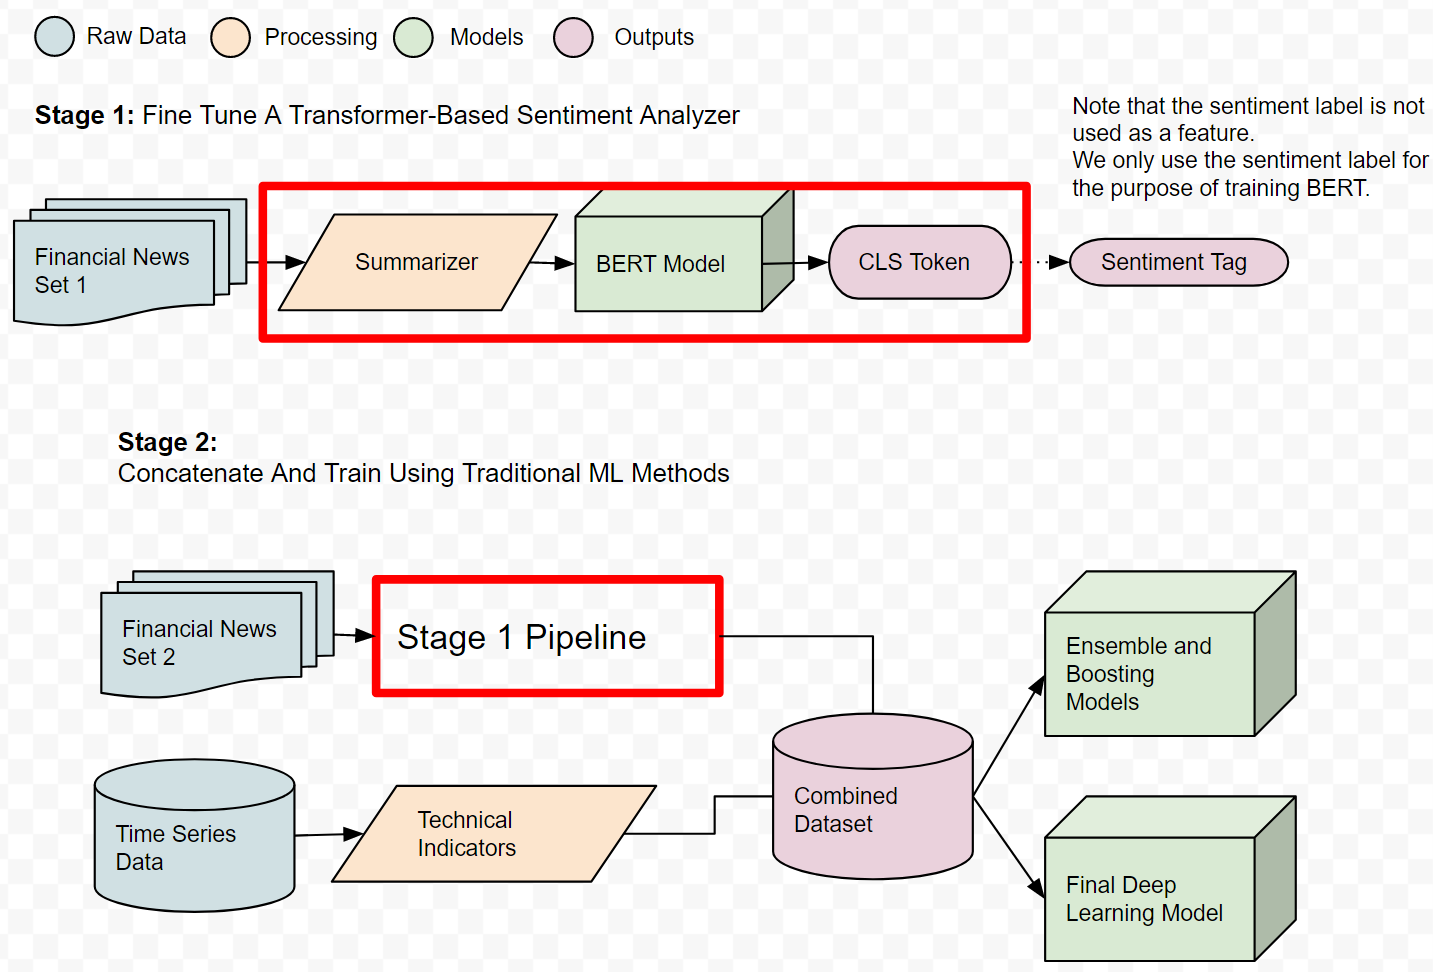 Raw Data
Processing
Models
Outputs
Stage 1: Fine Tune A Transformer-Based Sentiment Analyzer
Note that the sentiment label is not
used as a feature.
We only use the sentiment label for
the purpose of training BERT.
Financial News
Set 1
Summarizer
BERT Model
CLS Token
Sentiment Tag
Stage 2:
Concatenate And Train Using Traditional ML Methods
Financial News
Set 2
Stage 1 Pipeline
Ensemble and
Boosting
Models
Time Series
Data
Technical
Indicators
Combined
Dataset
Final Deep
Learning Model